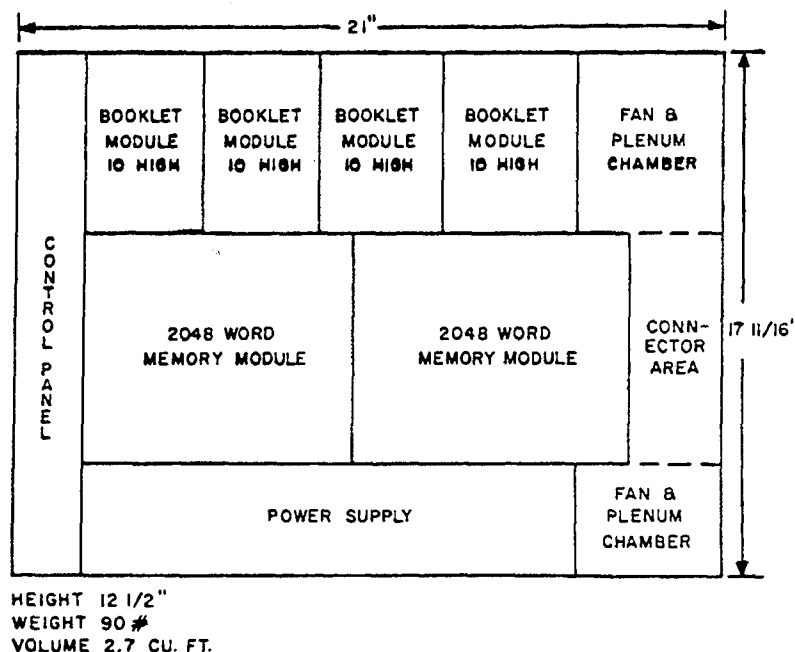 21"
BOOKLET
MODULE
10 HIGH
BOOKLET
MODULE
10 HIGH
BOOKLET
MODULE
10 HIGH
BOOKLET
MODULE
10 HIGH
FAN &
PLENUM
CHAMBER
CONTROL PANEL
2048 WORD
MEMORY MODULE
2048 WORD
MEMORY MODULE
CONN-
ECTOR
AREA
17 11/16'
POWER SUPPLY
FAN &
PLENUM
CHAMBER
HEIGHT 12 1/2"
WEIGHT 90 #
VOLUME 2.7 CU. FT.